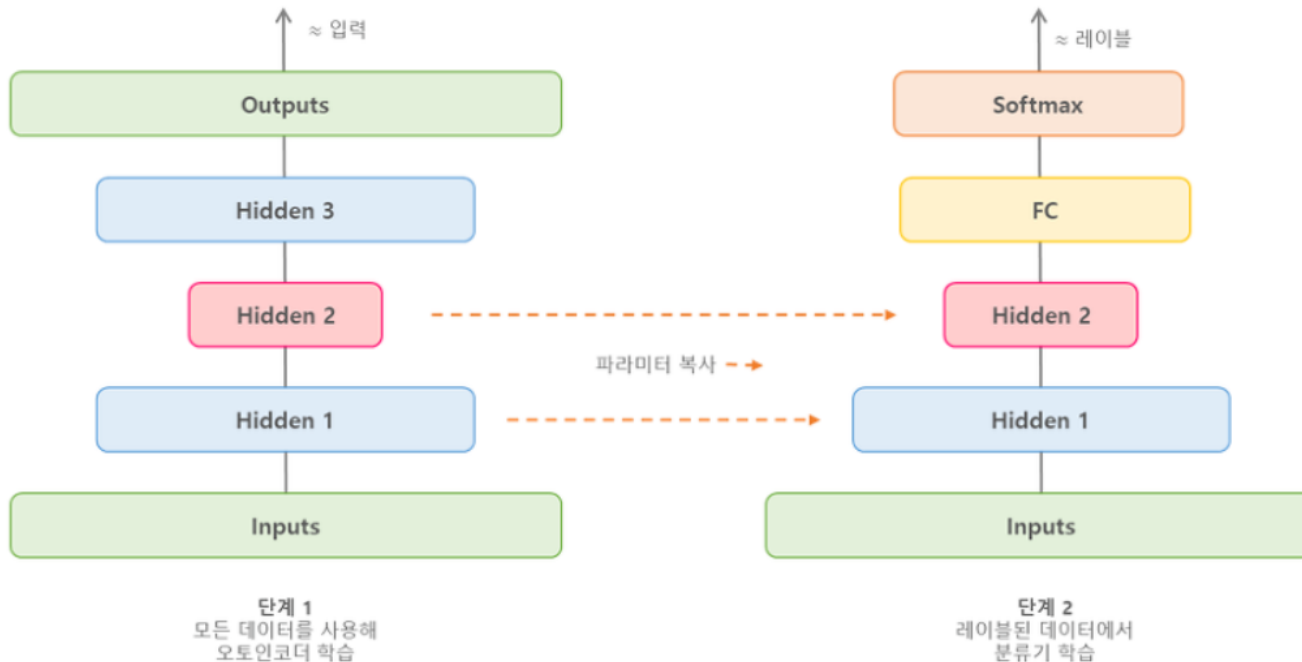 ≈ 입력
Outputs
Hidden 3
Hidden 2
Hidden 1
Inputs
단계 1
모든 데이터를 사용해
오토인코더 학습
파라미터 복사
≈ 레이블
Softmax
FC
Hidden 2
Hidden 1
Inputs
단계 2
레이블된 데이터에서
분류기 학습